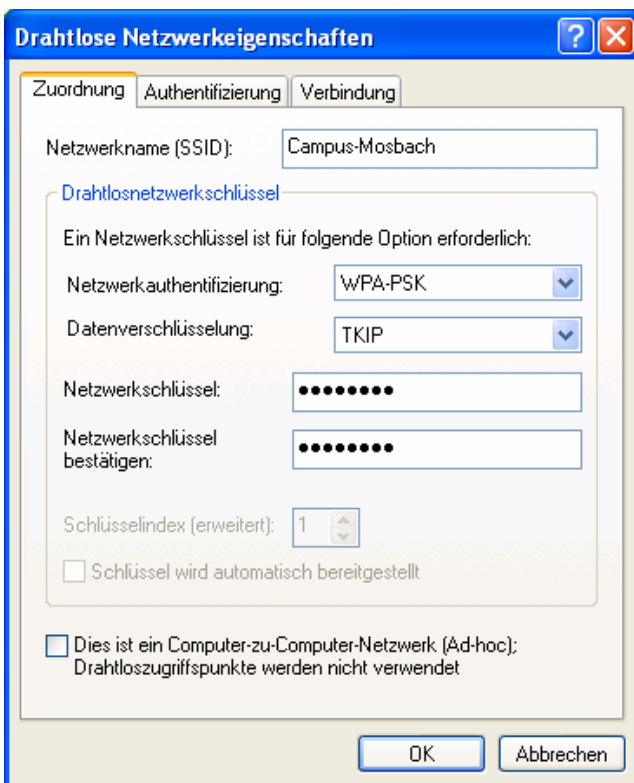 Drahtlose Netzwerkeigenschaften
Zuordnung Authentifizierung Verbindung
Netzwerkname (SSID): Campus-Mosbach
Drahtlosnetzwerkschlüssel
Ein Netzwerkschlüssel ist für folgende Option erforderlich:
Netzwerkauthentifizierung: WPA-PSK
Datenverschlüsselung: TKIP
Netzwerkschlüssel: ••••••••
Netzwerkschlüssel
bestätigen: ••••••••
Schlüsselindex (erweitert): 1
Schlüssel wird automatisch bereitgestellt
Dies ist ein Computer-zu-Computer-Netzwerk (Ad-hoc);
Drahtloszugriffspunkte werden nicht verwendet
OK Abbrechen